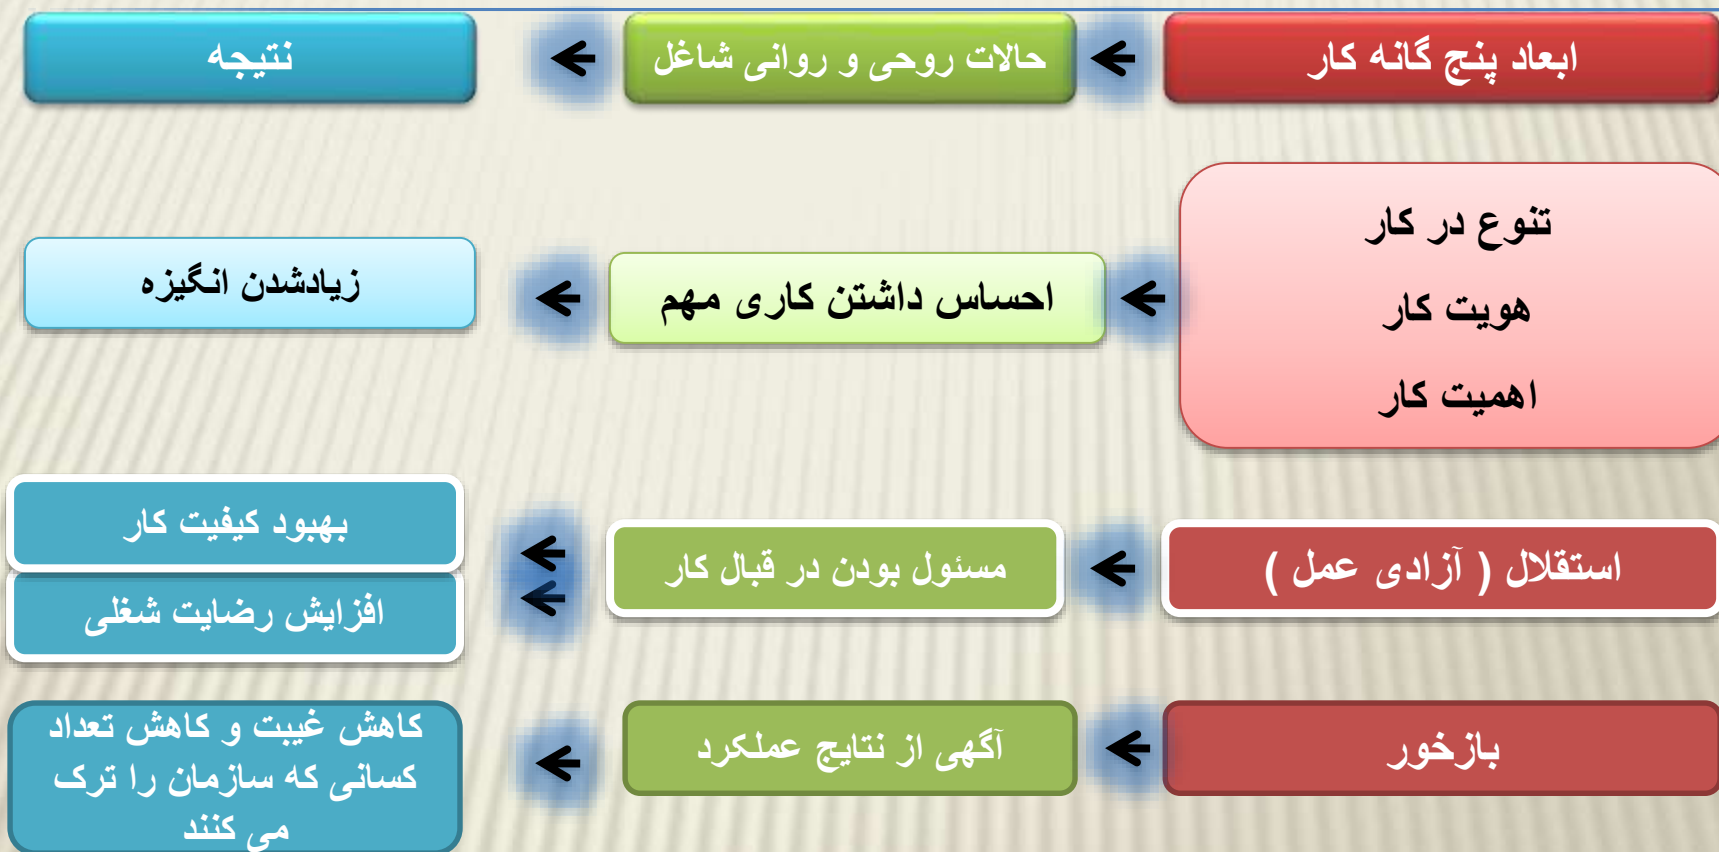 ابعاد پنج گانه کار
حالات روحی و روانی شاغل
نتیجه
تنوع در کار
هویت کار
اهمیت کار
احساس داشتن کاری مهم
زیادشدن انگیزه
استقلال ( آزادی عمل )
مسئول بودن در قبال کار
بهبود کیفیت کار
افزایش رضایت شغلی
بازخور
آگهی از نتایج عملکرد
کاهش غیبت و کاهش تعداد
کسانی که سازمان را ترک
می کنند